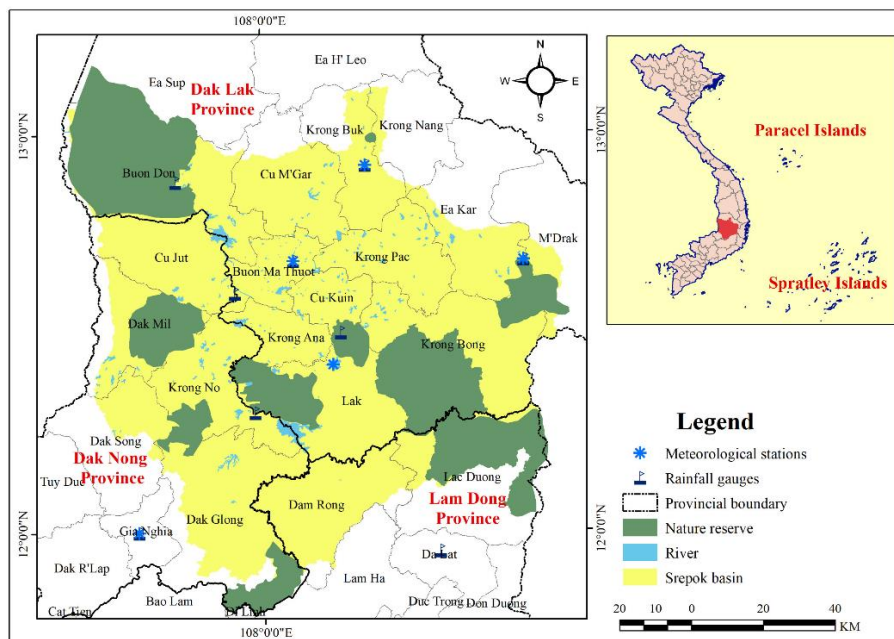 108°0'0"E
Ea H' Leo
Ea Sup
Dak Lak
Province
N
W
E
S
Krong Buk
Krong Nang
13°0'0"N
13°0'0"N
Buon Don
Cu M'Gar
Ea Kar
M'Drak
Cu Jut
Buon Ma Thuot
Krong Pac
Cu Kuin
Dak Mil
Krong Ana
Krong Bong
Krong No
Lak
Dak Song
Dak Nong
Province
Tuy Duc
Lac Duong
Dam Rong
Lam Dong
Province
Dak Glong
Gia Nghia
12°0'0"N
12°0'0"N
Dak R'Lap
Lam Ha
Bao Lam
Cat Tien
Di Linh
Duc Trong
Don Duong
108°0'0"E
Paracel Islands
Spratley Islands
Legend
Meteorological stations
Rainfall gauges
Provincial boundary
Nature reserve
River
Srepok basin
20 10 0 20 40
KM